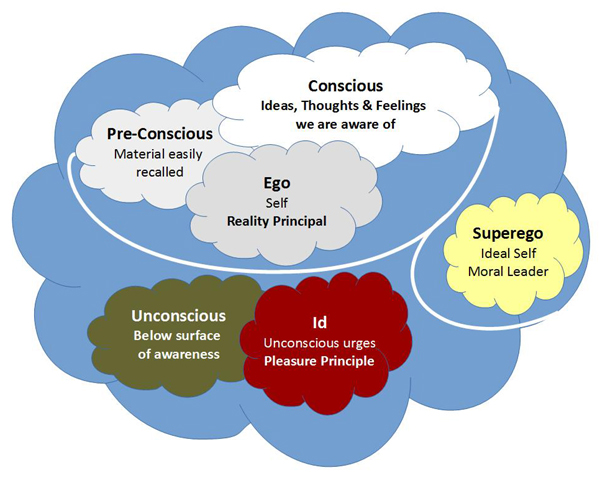 Conscious
Ideas, Thoughts & Feelings
we are aware of
Pre-Conscious
Material easily
recalled
Ego
Self
Reality Principal
Superego
Ideal Self
Moral Leader
Unconscious
Below surface
of awareness
Id
Unconscious urges
Pleasure Principle